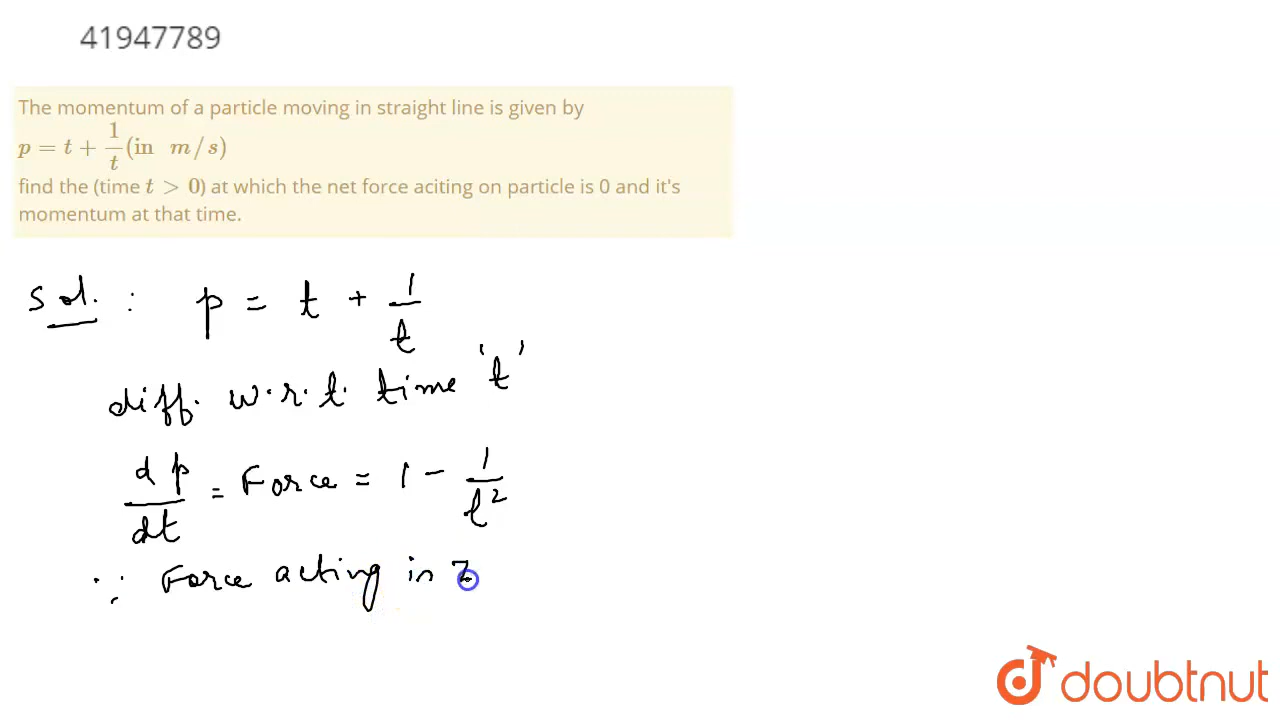 41947789
The momentum of a particle moving in straight line is given by
p = t + 1/t (in m/s)
find the (time t > 0) at which the net force aciting on particle is 0 and it's
momentum at that time.
Sol. : p = t + 1/t
diff. w.r.t. time 't'
dp/dt = Force = 1 - 1/t²
∵ Force acting in Z
doubtnut